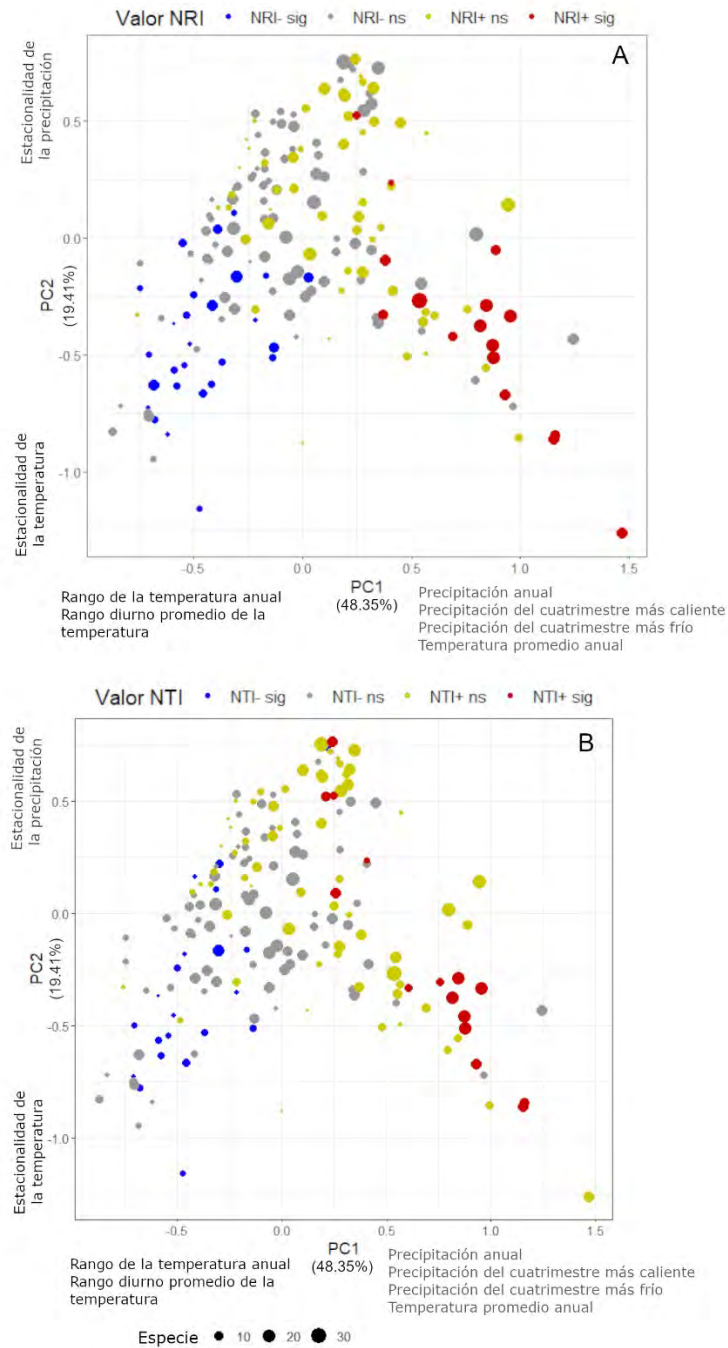 Valor NRI NRI- sig NRI- ns NRI+ ns NRI+ sig
A
Estacionalidad de
la precipitación
0.5
0.0
PC2
(19.41%)
-0.5
Estacionalidad de
la temperatura
-1.0
-0.5 0.0 0.5 1.0 1.5
PC1
(48.35%)
Rango de la temperatura anual
Rango diurno promedio de la
temperatura
Precipitación anual
Precipitación del cuatrimestre más caliente
Precipitación del cuatrimestre más frío
Temperatura promedio anual
Valor NTI NTI- sig NTI- ns NTI+ ns NTI+ sig
B
Estacionalidad de
la precipitación
0.5
0.0
PC2
(19.41%)
-0.5
Estacionalidad de
la temperatura
-1.0
-0.5 0.0 0.5 1.0 1.5
PC1
(48.35%)
Rango de la temperatura anual
Rango diurno promedio de la
temperatura
Precipitación anual
Precipitación del cuatrimestre más caliente
Precipitación del cuatrimestre más frío
Temperatura promedio anual
Especie 10 20 30